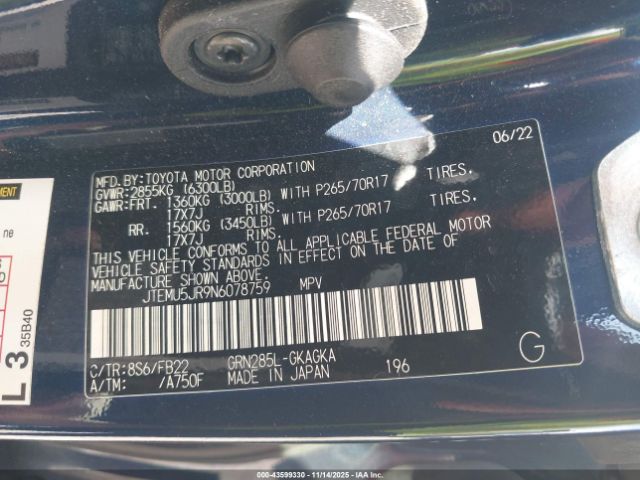 06/22
MFD.BY:TOYOTA MOTOR CORPORATION
GVWR:2855KG (6300LB)
GAWR:FRT. 1360KG (3000LB) WITH P265/70R17 TIRES,
17X7J RIMS.
RR. 1560KG (3450LB) WITH P265/70R17 TIRES,
17X7J RIMS.
THIS VEHICLE CONFORMS TO ALL APPLICABLE FEDERAL MOTOR
VEHICLE SAFETY STANDARDS IN EFFECT ON THE DATE OF
MANUFACTURE SHOWN ABOVE.
JTEMU5JR9N6078759 MPV
C/TR:8S6/FB22 GRN285L-GKAGKA
A/TM: /A750F MADE IN JAPAN 196
G
ne
L 3 35B40
000-43599330 - 11/14/2025 - IAA, Inc.